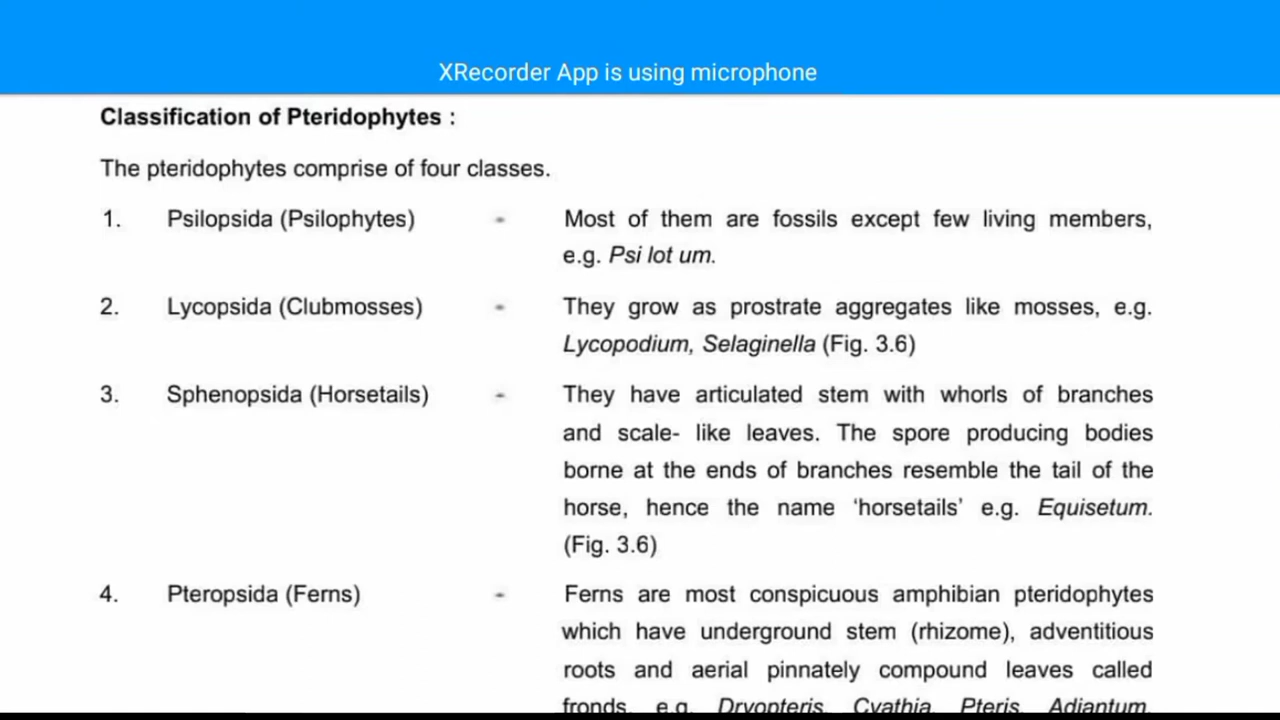 XRecorder App is using microphone
Classification of Pteridophytes :
The pteridophytes comprise of four classes.
1. Psilopsida (Psilophytes) - Most of them are fossils except few living members,
e.g. Psi lot um.
2. Lycopsida (Clubmosses) - They grow as prostrate aggregates like mosses, e.g.
Lycopodium, Selaginella (Fig. 3.6)
3. Sphenopsida (Horsetails) - They have articulated stem with whorls of branches
and scale- like leaves. The spore producing bodies
borne at the ends of branches resemble the tail of the
horse, hence the name ‘horsetails’ e.g. Equisetum.
(Fig. 3.6)
4. Pteropsida (Ferns) - Ferns are most conspicuous amphibian pteridophytes
which have underground stem (rhizome), adventitious
roots and aerial pinnately compound leaves called
fronds, e.g. Dryopteris, Cyathia, Pteris, Adiantum,